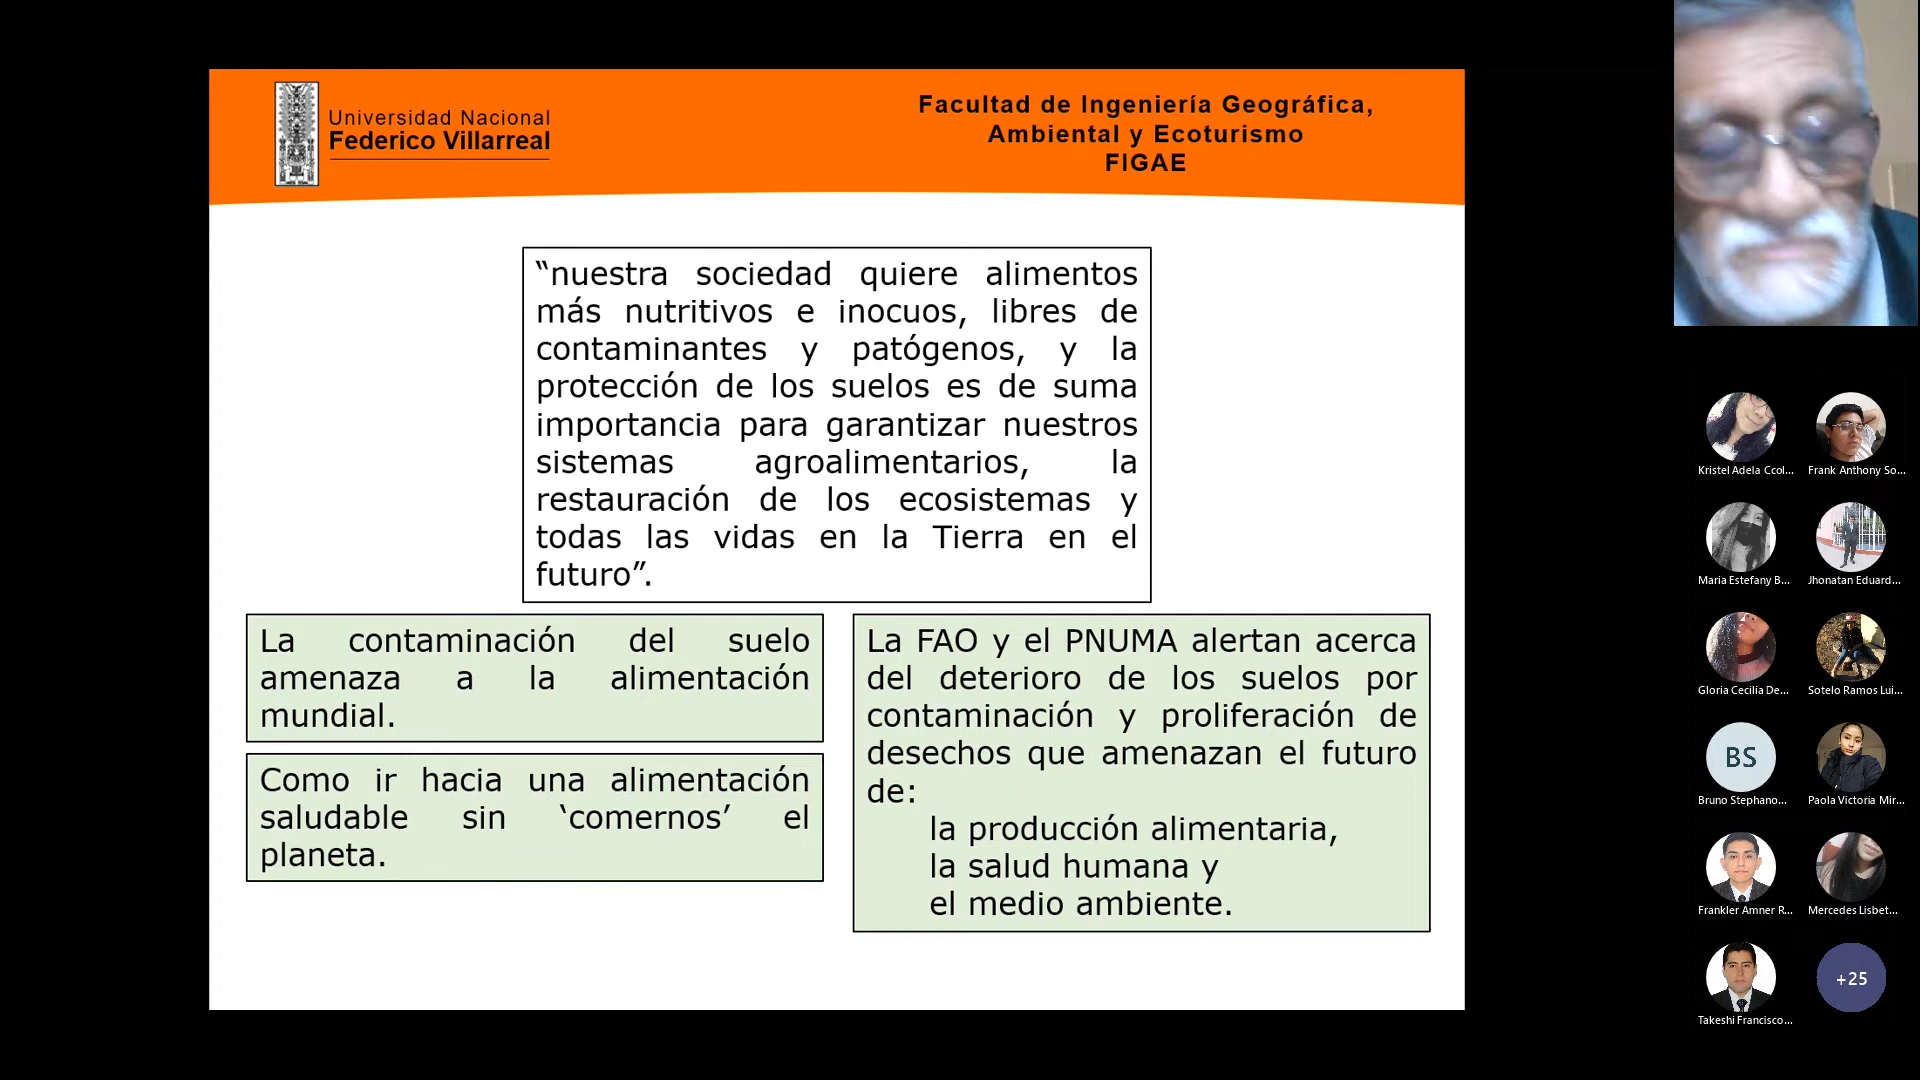 Universidad Nacional
Federico Villarreal
Facultad de Ingeniería Geográfica,
Ambiental y Ecoturismo
FIGAE
“nuestra sociedad quiere alimentos
más nutritivos e inocuos, libres de
contaminantes y patógenos, y la
protección de los suelos es de suma
importancia para garantizar nuestros
sistemas agroalimentarios, la
restauración de los ecosistemas y
todas las vidas en la Tierra en el
futuro”.
La contaminación del suelo
amenaza a la alimentación
mundial.
Como ir hacia una alimentación
saludable sin ‘comernos’ el
planeta.
La FAO y el PNUMA alertan acerca
del deterioro de los suelos por
contaminación y proliferación de
desechos que amenazan el futuro
de:
la producción alimentaria,
la salud humana y
el medio ambiente.
Kristel Adela Ccol...
Frank Anthony So...
Maria Estefany B...
Jhonatan Eduard...
Gloria Cecilia De...
Sotelo Ramos Lui...
BS
Bruno Stephano...
Paola Victoria Mir...
Frankler Amner R...
Mercedes Lisbet...
Takeshi Francisco...
+25